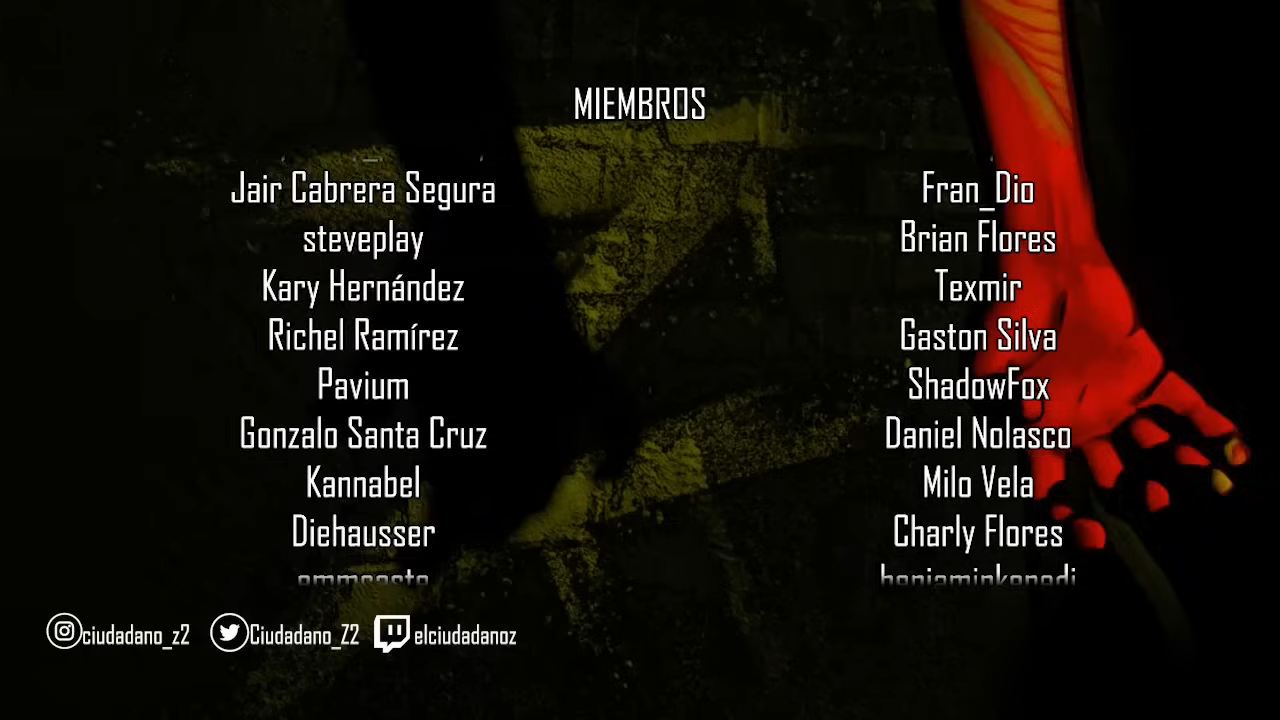 MIEMBROS
Jair Cabrera Segura
steveplay
Kary Hernández
Richel Ramírez
Pavium
Gonzalo Santa Cruz
Kannabel
Diehausser
Fran_Dio
Brian Flores
Texmir
Gaston Silva
ShadowFox
Daniel Nolasco
Milo Vela
Charly Flores
ciudadano_z2 Ciudadano_Z2 elciudadanoz